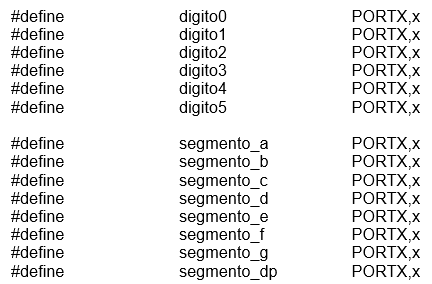 #define digito0 PORTX,x
#define digito1 PORTX,x
#define digito2 PORTX,x
#define digito3 PORTX,x
#define digito4 PORTX,x
#define digito5 PORTX,x
#define segmento_a PORTX,x
#define segmento_b PORTX,x
#define segmento_c PORTX,x
#define segmento_d PORTX,x
#define segmento_e PORTX,x
#define segmento_f PORTX,x
#define segmento_g PORTX,x
#define segmento_dp PORTX,x